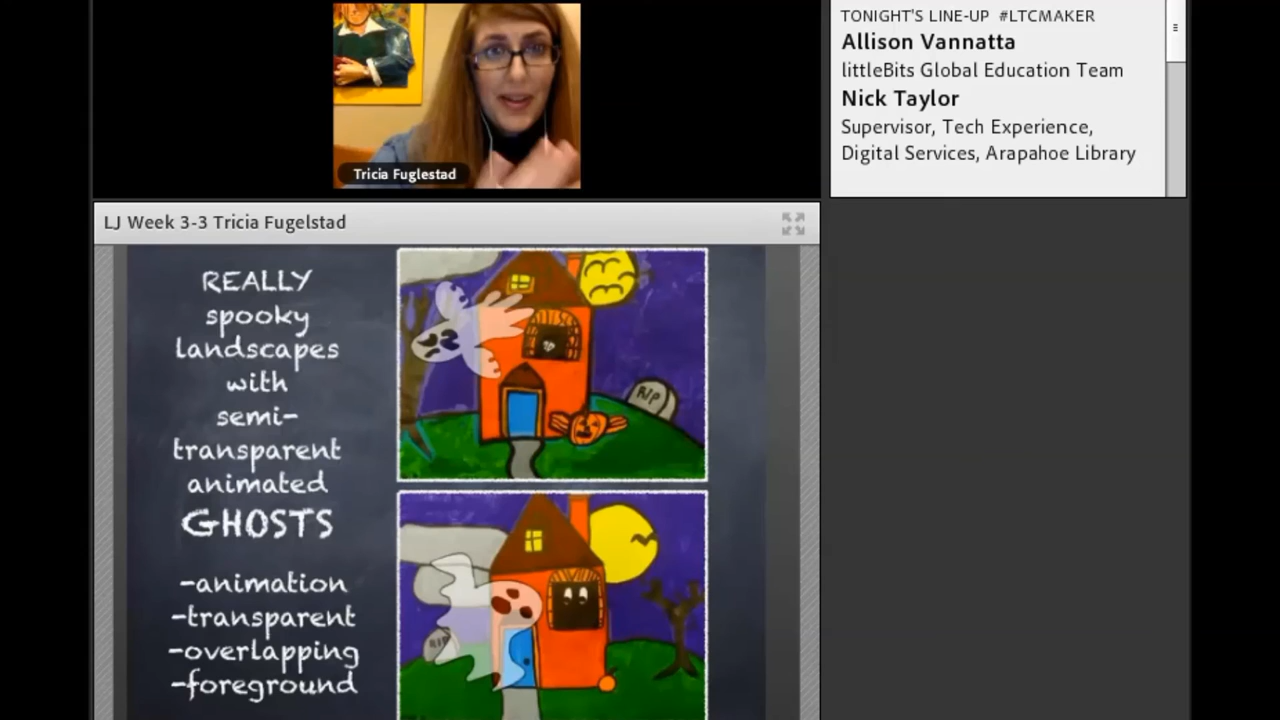 TONIGHT'S LINE-UP #LTCMAKER
Allison Vannatta
littleBits Global Education Team
Nick Taylor
Supervisor, Tech Experience,
Digital Services, Arapahoe Library
Tricia Fuglestad
LJ Week 3-3 Tricia Fugelstad
REALLY
spooky
landscapes
with
semi-
transparent
animated
GHOSTS
-animation
-transparent
-overlapping
-foreground
RIP
RIP